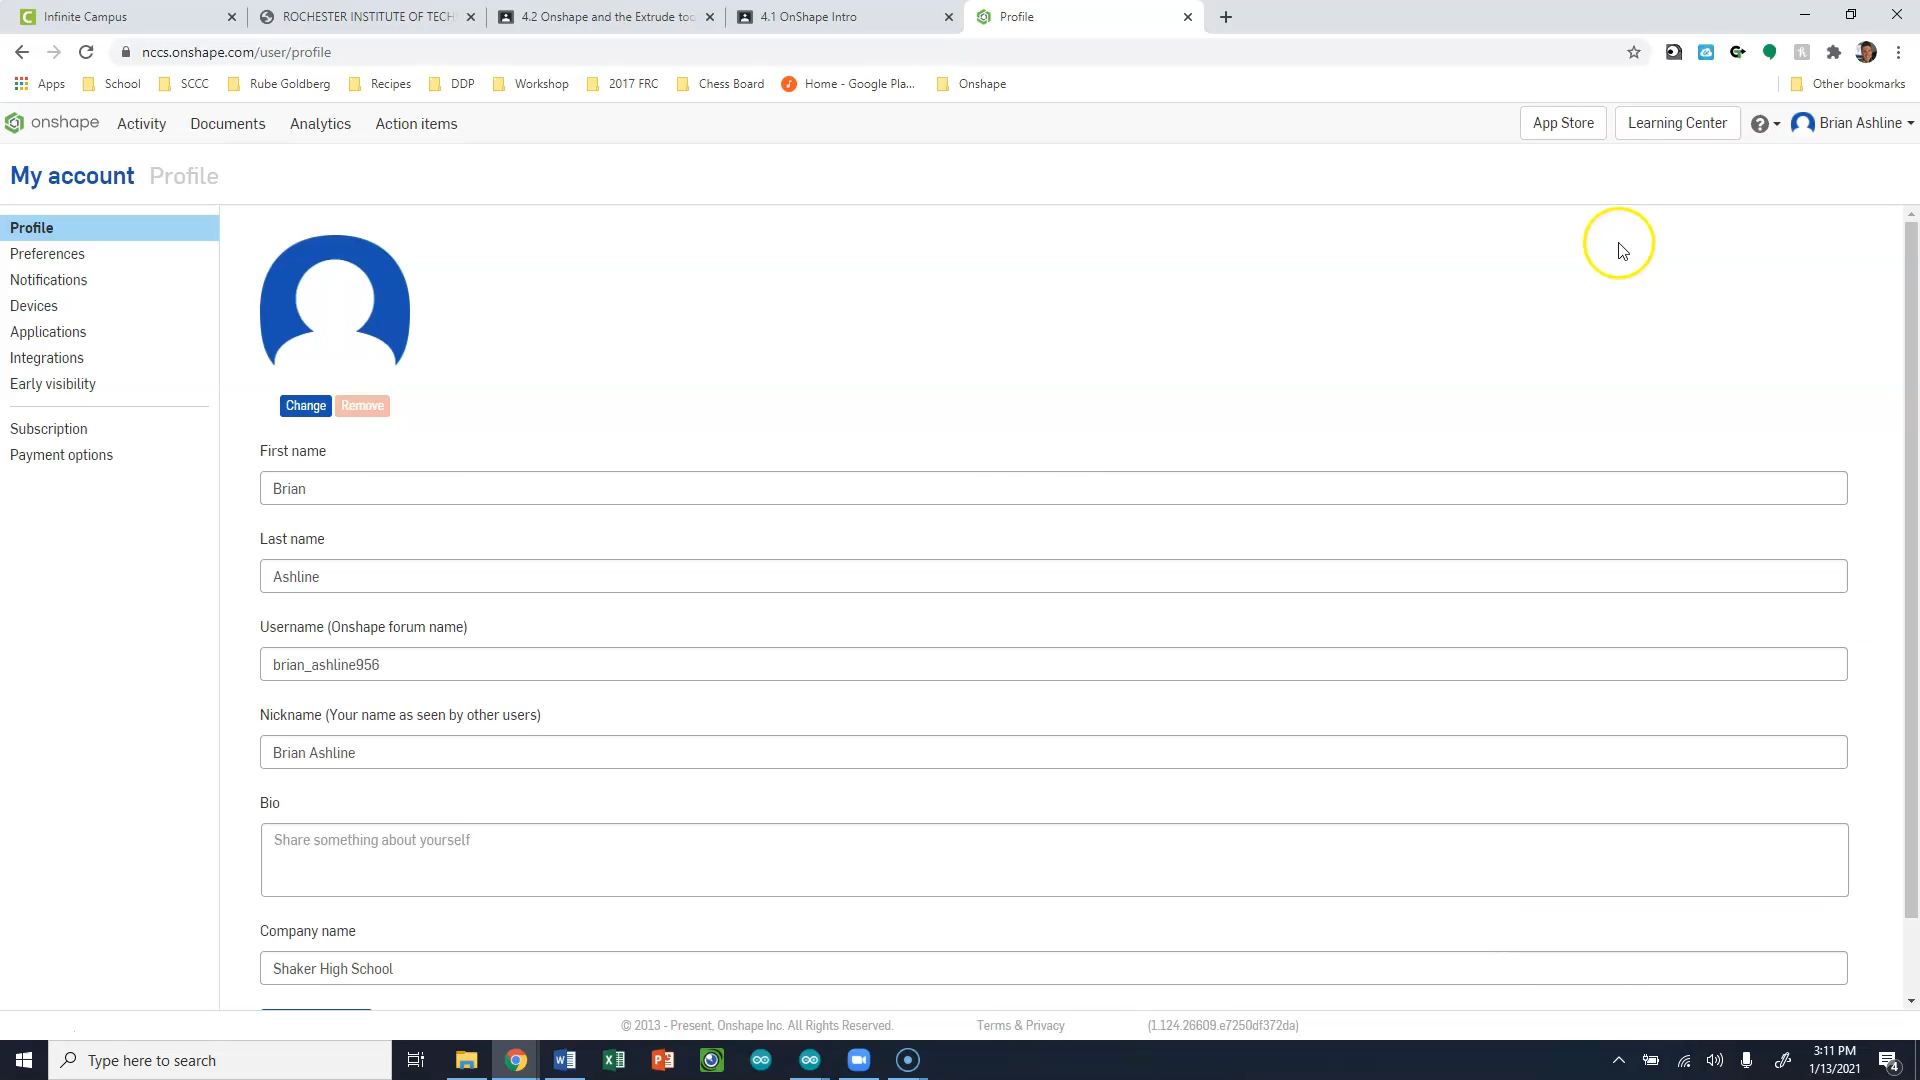 Infinite Campus
ROCHESTER INSTITUTE OF TECH
4.2 Onshape and the Extrude too
4.1 OnShape Intro
Profile
nccs.onshape.com/user/profile
Apps School SCCC Rube Goldberg Recipes DDP Workshop 2017 FRC Chess Board Home - Google Pla... Onshape Other bookmarks
onshape Activity Documents Analytics Action items App Store Learning Center Brian Ashline
My account Profile
Profile
Preferences
Notifications
Devices
Applications
Integrations
Early visibility
Subscription
Payment options
Change Remove
First name
Brian
Last name
Ashline
Username (Onshape forum name)
brian_ashline956
Nickname (Your name as seen by other users)
Brian Ashline
Bio
Share something about yourself
Company name
Shaker High School
© 2013 - Present, Onshape Inc. All Rights Reserved. Terms & Privacy (1.124.26609.e7250df372da)
Type here to search
3:11 PM
1/13/2021
4